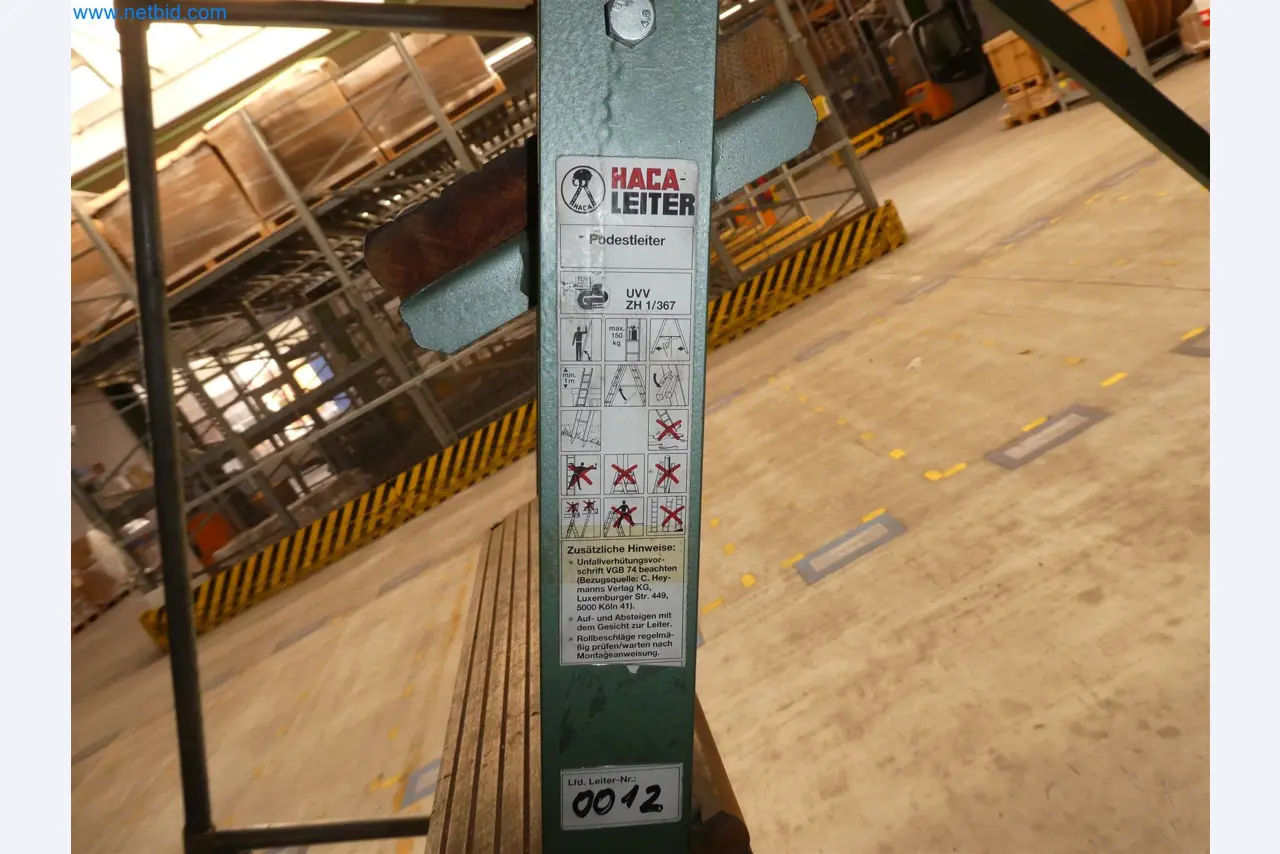 www.netbid.com
HACA-
LEITER
HACA
Podestleiter
TÜV
UVV
ZH 1/367
max.
150
kg
min.
1m
Zusätzliche Hinweise:
* Unfallverhütungsvor-
schrift VGB 74 beachten
(Bezugsquelle: C. Hey-
manns Verlag KG,
Luxemburger Str. 449,
5000 Köln 41).
* Auf- und Absteigen mit
dem Gesicht zur Leiter.
* Rollbeschläge regelmä-
ßig prüfen/warten nach
Montageanweisung.
Lfd. Leiter-Nr.:
0012